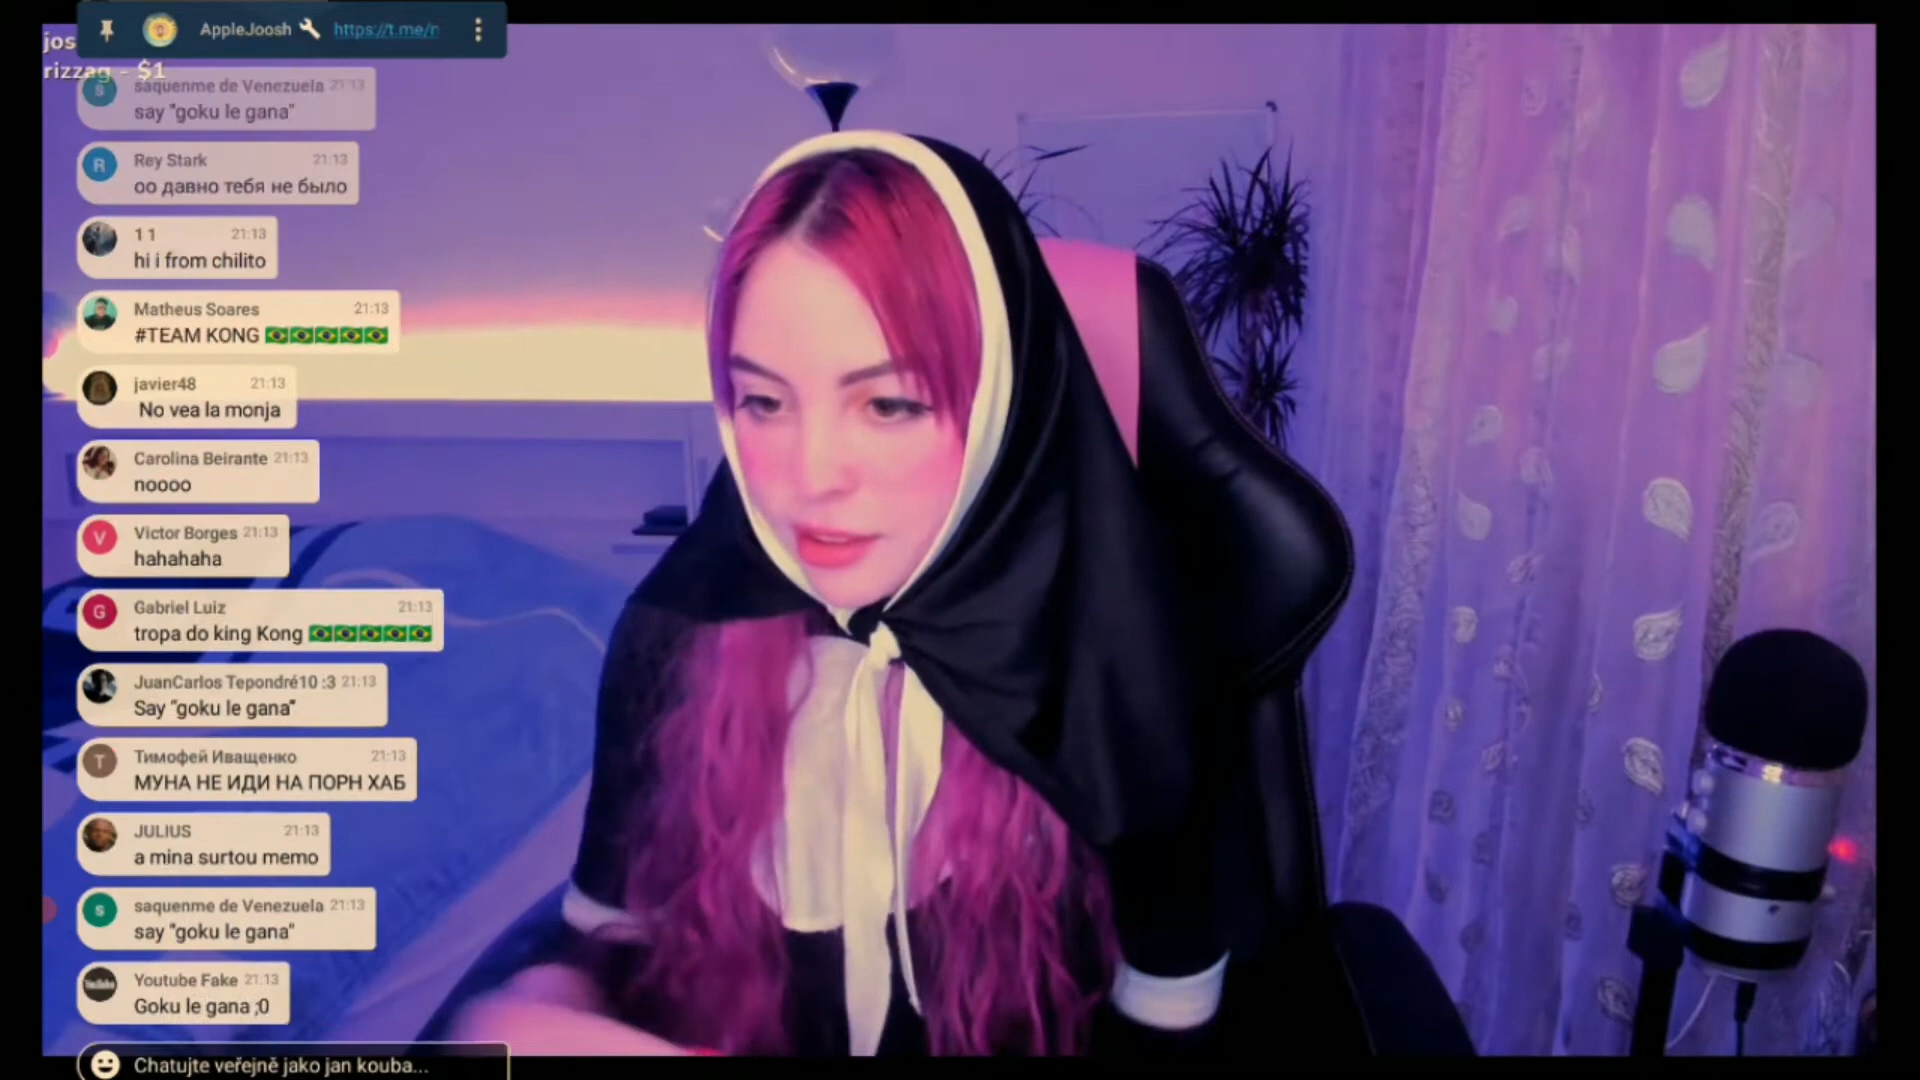 jos
AppleJoosh
https://t.me/r
rizzag - $1
saquenme de Venezuela 21:13
say "goku le gana"
Rey Stark 21:13
оо давно тебя не было
1 1 21:13
hi i from chilito
Matheus Soares 21:13
#TEAM KONG
javier48 21:13
No vea la monja
Carolina Beirante 21:13
noooo
Victor Borges 21:13
hahahaha
Gabriel Luiz 21:13
tropa do king Kong
JuanCarlos Tepondré10 :3 21:13
Say "goku le gana"
Тимофей Иващенко 21:13
МУНА НЕ ИДИ НА ПОРН ХАБ
JULIUS 21:13
a mina surtou memo
saquenme de Venezuela 21:13
say "goku le gana"
Youtube Fake 21:13
Goku le gana ;0
Chatujte veřejně jako jan kouba...